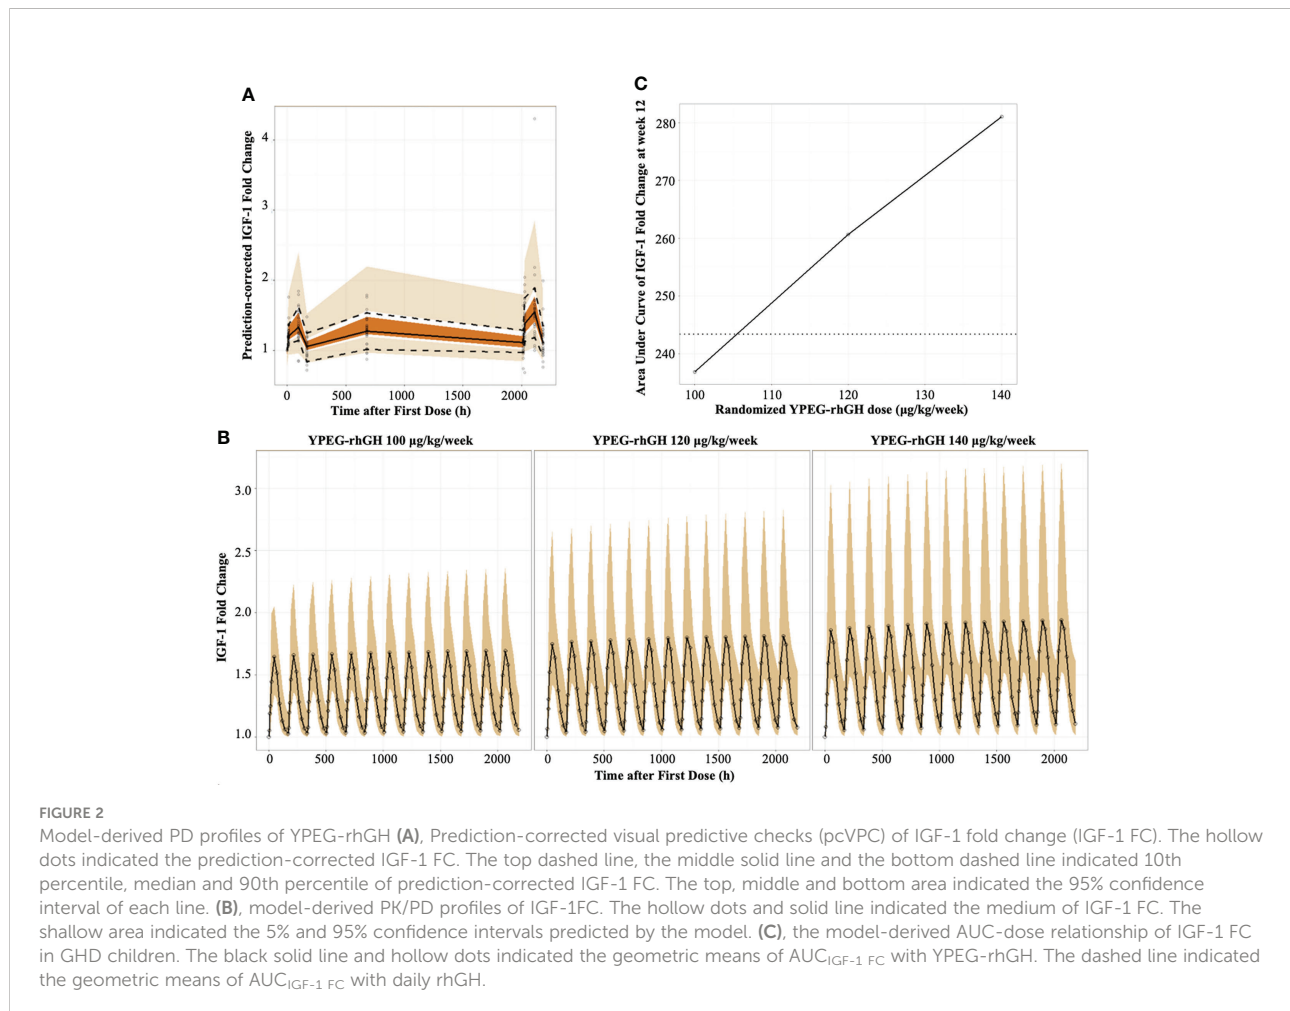 A
Prediction-corrected IGF-1 Fold Change
4
3
2
1
0
500
1000
1500
2000
Time after First Dose (h)
C
Area Under Curve of IGF-1 Fold Change at week 12
280
270
260
250
240
100
110
120
130
140
Randomized YPEG-rhGH dose (μg/kg/week)
B
YPEG-rhGH 100 μg/kg/week
YPEG-rhGH 120 μg/kg/week
YPEG-rhGH 140 μg/kg/week
IGF-1 Fold Change
3.0
2.5
2.0
1.5
1.0
0
500
1000
1500
2000
0
500
1000
1500
2000
0
500
1000
1500
2000
Time after First Dose (h)
FIGURE 2
Model-derived PD profiles of YPEG-rhGH (A), Prediction-corrected visual predictive checks (pcVPC) of IGF-1 fold change (IGF-1 FC). The hollow
dots indicated the prediction-corrected IGF-1 FC. The top dashed line, the middle solid line and the bottom dashed line indicated 10th
percentile, median and 90th percentile of prediction-corrected IGF-1 FC. The top, middle and bottom area indicated the 95% confidence
interval of each line. (B), model-derived PK/PD profiles of IGF-1FC. The hollow dots and solid line indicated the medium of IGF-1 FC. The
shallow area indicated the 5% and 95% confidence intervals predicted by the model. (C), the model-derived AUC-dose relationship of IGF-1 FC
in GHD children. The black solid line and hollow dots indicated the geometric means of AUCIGF-1 FC with YPEG-rhGH. The dashed line indicated
the geometric means of AUCIGF-1 FC with daily rhGH.